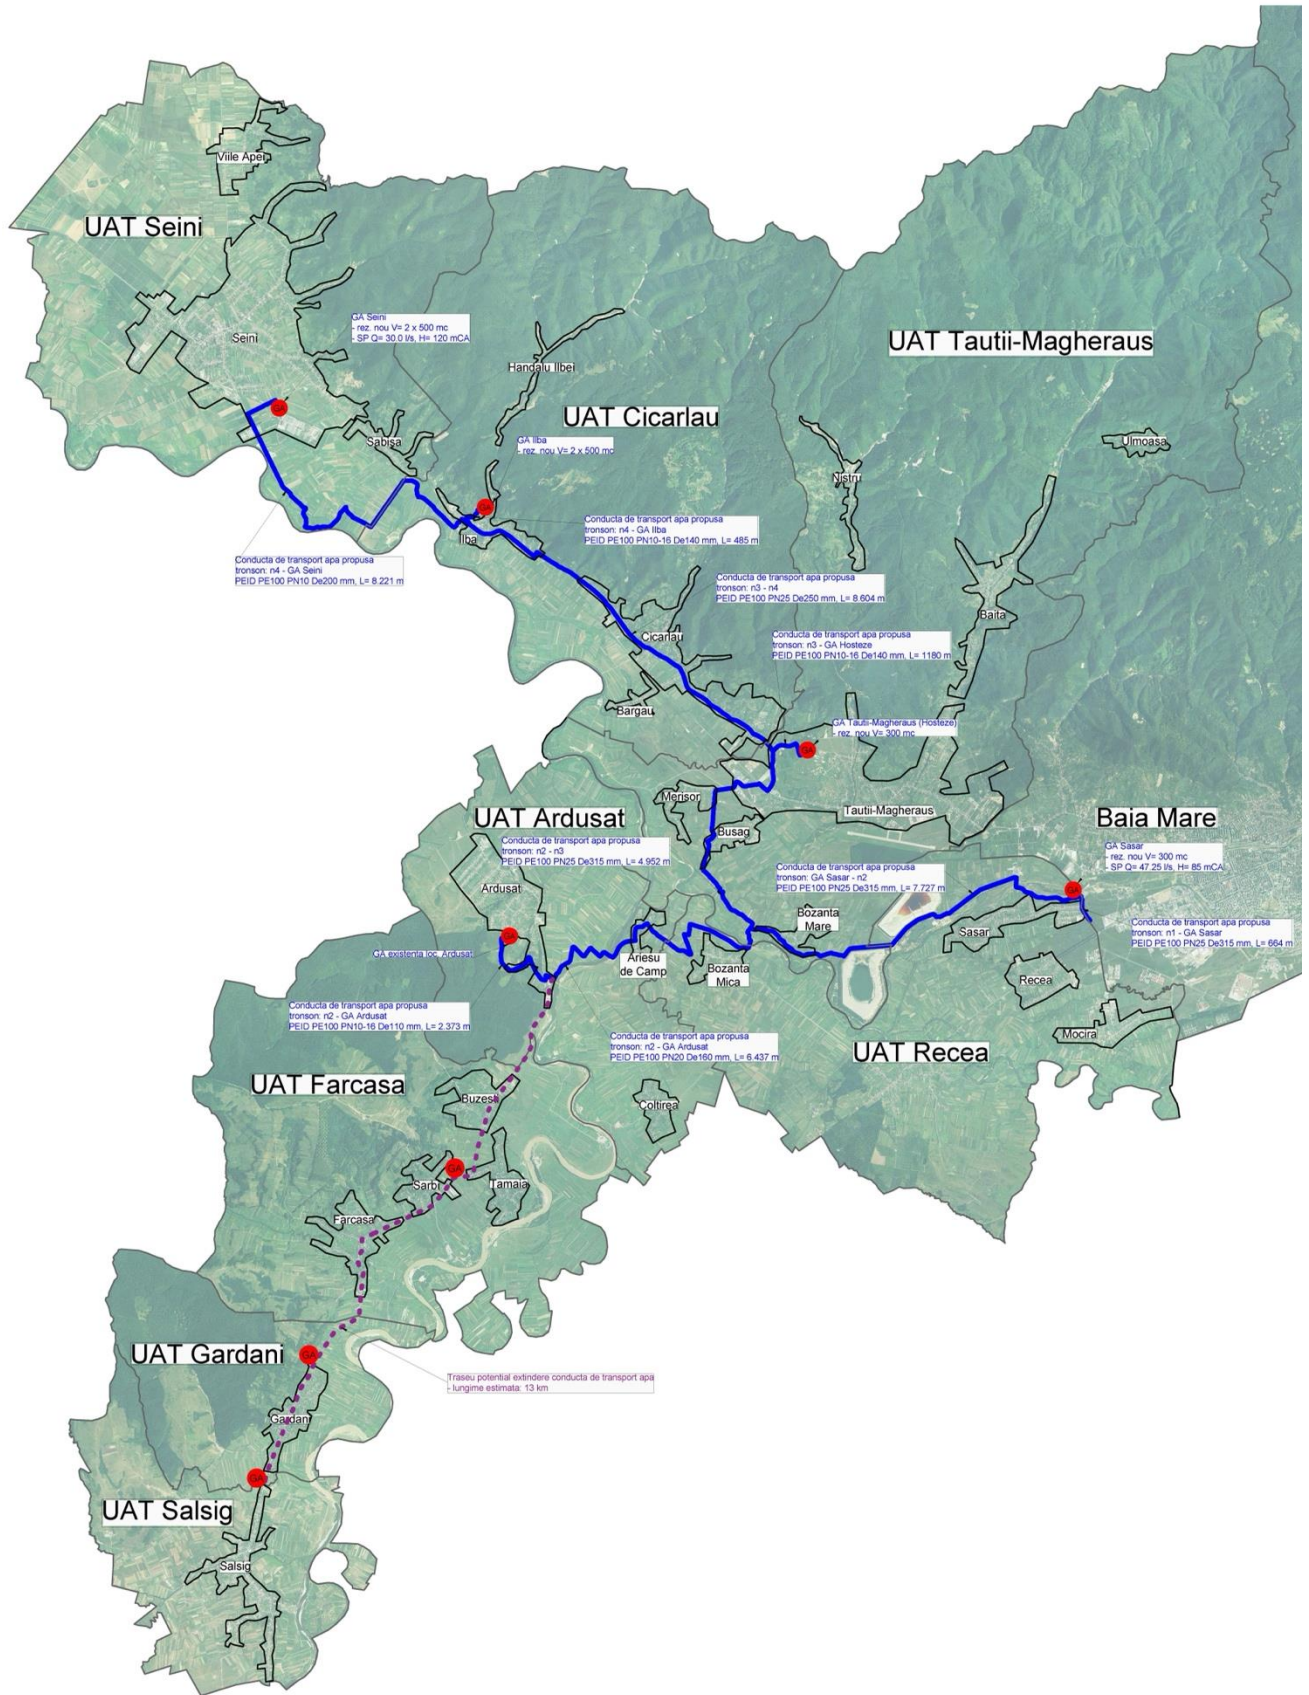 Viile Apei
UAT Seini
GA Seini
- rez. nou V= 2 x 500 mc
- SP Q= 30.0 l/s, H= 120 mCA
Seini
UAT Tautii-Magheraus
Handalu Ilbei
GA
UAT Cicarlau
Sabisa
GA Ilba
- rez. nou V= 2 x 500 mc
Ulmoasa
Nistru
GA
Conducta de transport apa propusa
tronson: n4 - GA Ilba
PEID PE100 PN10-16 De140 mm, L= 485 m
Ilba
Conducta de transport apa propusa
tronson: n4 - GA Seini
PEID PE100 PN10 De200 mm, L= 8.221 m
Conducta de transport apa propusa
tronson: n3 - n4
PEID PE100 PN25 De250 mm, L= 8.604 m
Baita
Cicarlau
Conducta de transport apa propusa
tronson: n3 - GA Hosteze
PEID PE100 PN10-16 De140 mm, L= 1180 m
Bargau
GA Tautii-Magheraus (Hosteze)
- rez. nou V= 300 mc
GA
Merisor
Tautii-Magheraus
UAT Ardusat
Baia Mare
Busag
Conducta de transport apa propusa
tronson: n2 - n3
PEID PE100 PN25 De315 mm, L= 4.952 m
GA Sasar
- rez. nou V= 300 mc
- SP Q= 47.25 l/s, H= 85 mCA
Conducta de transport apa propusa
tronson: GA Sasar - n2
PEID PE100 PN25 De315 mm, L= 7.727 m
Ardusat
GA
Bozanta
Mare
Conducta de transport apa propusa
tronson: n1 - GA Sasar
PEID PE100 PN25 De315 mm, L= 664 m
Sasar
GA
GA existenta loc. Ardusat
Ariesu
de Camp
Bozanta
Mica
Recea
Conducta de transport apa propusa
tronson: n2 - GA Ardusat
PEID PE100 PN10-16 De110 mm, L= 2.373 m
Mocira
Conducta de transport apa propusa
tronson: n2 - GA Ardusat
PEID PE100 PN20 De160 mm, L= 6.437 m
UAT Recea
UAT Farcasa
Buzesti
Coltirea
GA
Sarbi
Tamaia
Farcasa
UAT Gardani
GA
Traseu potential extindere conducta de transport apa
- lungime estimata: 13 km
Gardani
GA
UAT Salsig
Salsig